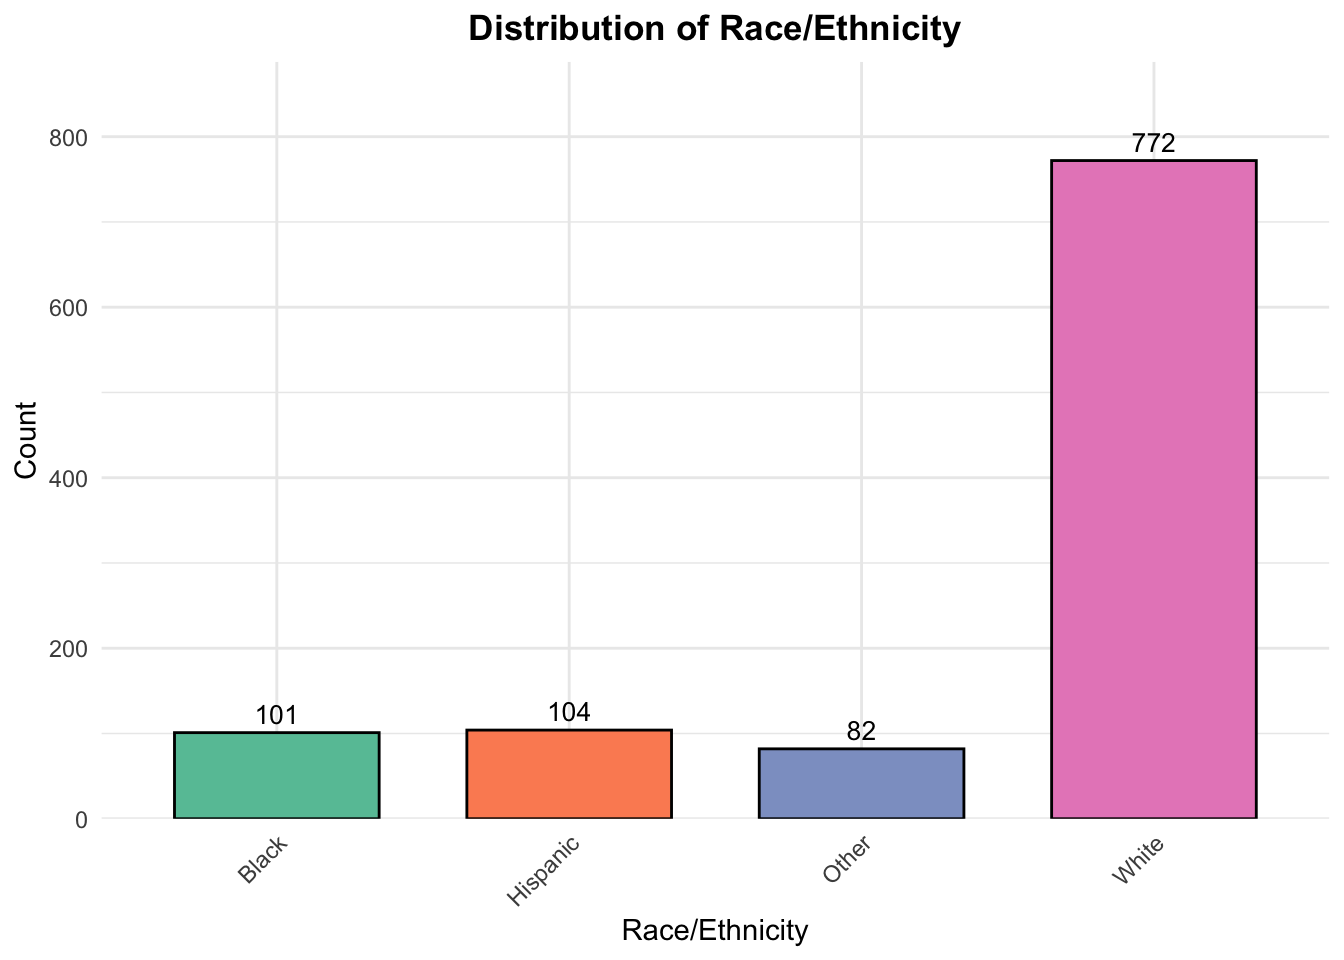 Distribution of Race/Ethnicity
800
600
400
200
0
Count
772
101
104
82
Black
Hispanic
Other
White
Race/Ethnicity